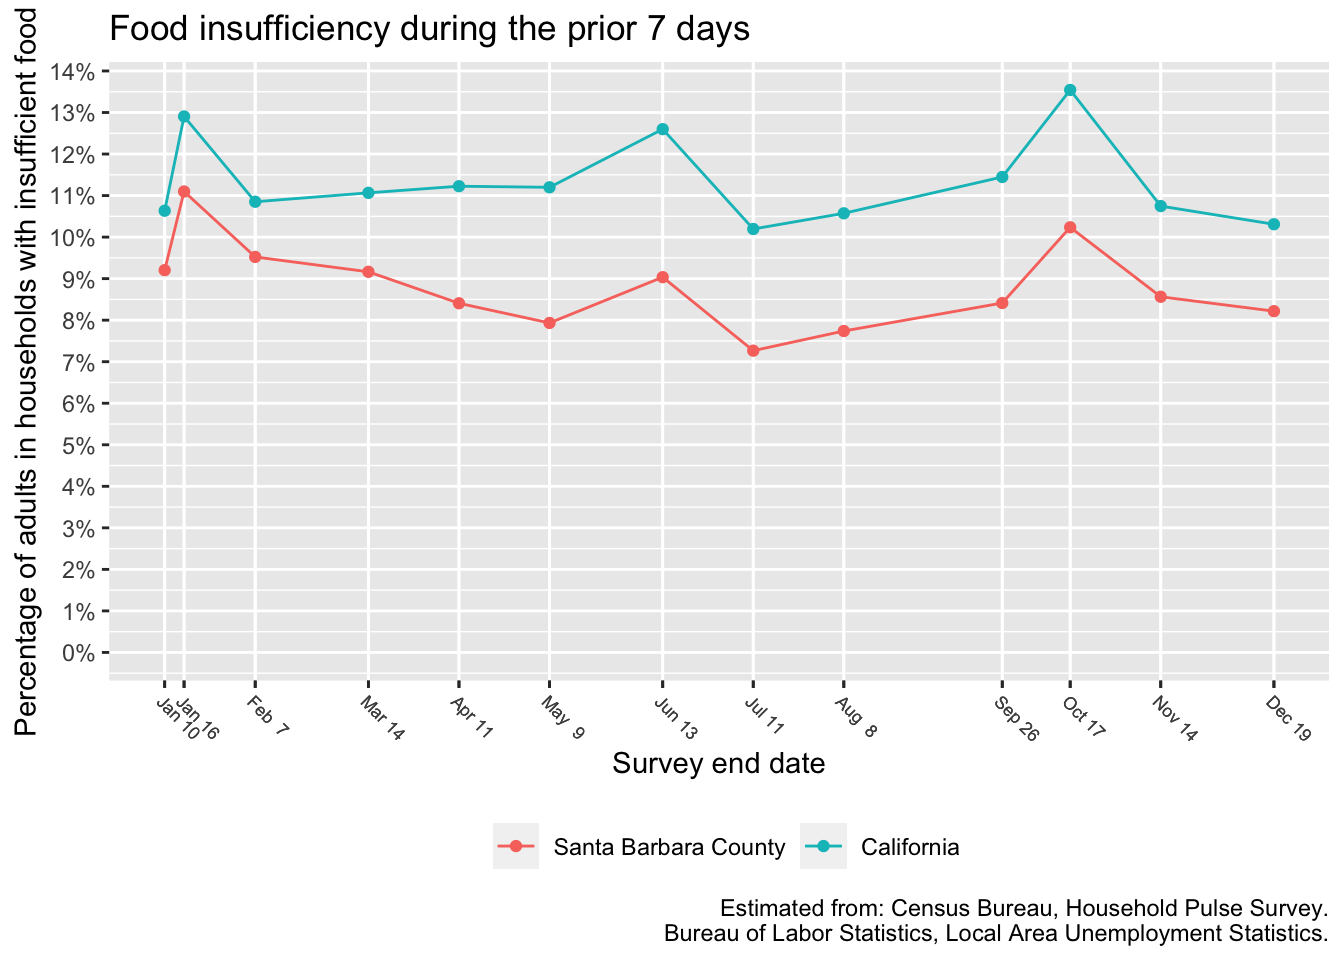 Food insufficiency during the prior 7 days
Percentage of adults in households with insufficient food
14%
13%
12%
11%
10%
9%
8%
7%
6%
5%
4%
3%
2%
1%
0%
Jan 10
Jan 16
Feb 7
Mar 14
Apr 11
May 9
Jun 13
Jul 11
Aug 8
Sep 26
Oct 17
Nov 14
Dec 19
Survey end date
Santa Barbara County
California
Estimated from: Census Bureau, Household Pulse Survey.
Bureau of Labor Statistics, Local Area Unemployment Statistics.